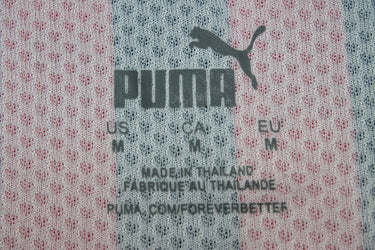 PUMA
US CA EU
M M M
MADE IN THAILAND
FABRIQUE AU THAILANDE
PUMA.COM/FOREVERBETTER